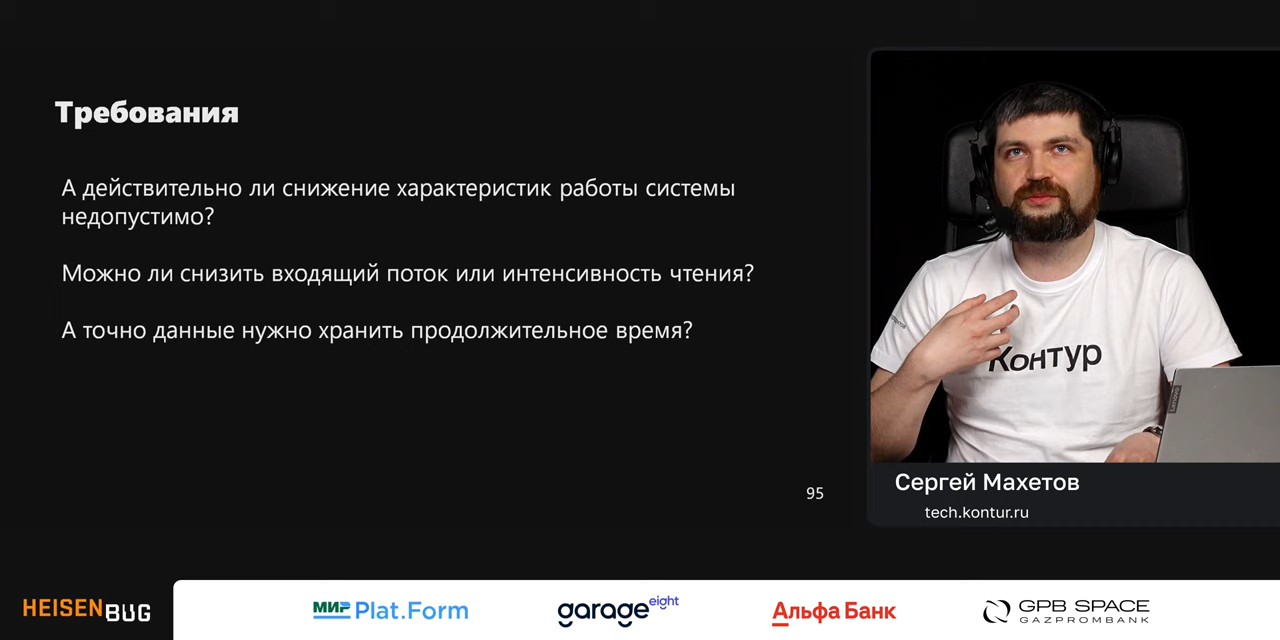 Требования
А действительно ли снижение характеристик работы системы
недопустимо?
Можно ли снизить входящий поток или интенсивность чтения?
А точно данные нужно хранить продолжительное время?
95
Контур
Lenovo
Сергей Махетов
tech.kontur.ru
HEISENBUG
МИР Plat.Form
garage eight
Альфа Банк
GPB SPACE
GAZPROMBANK